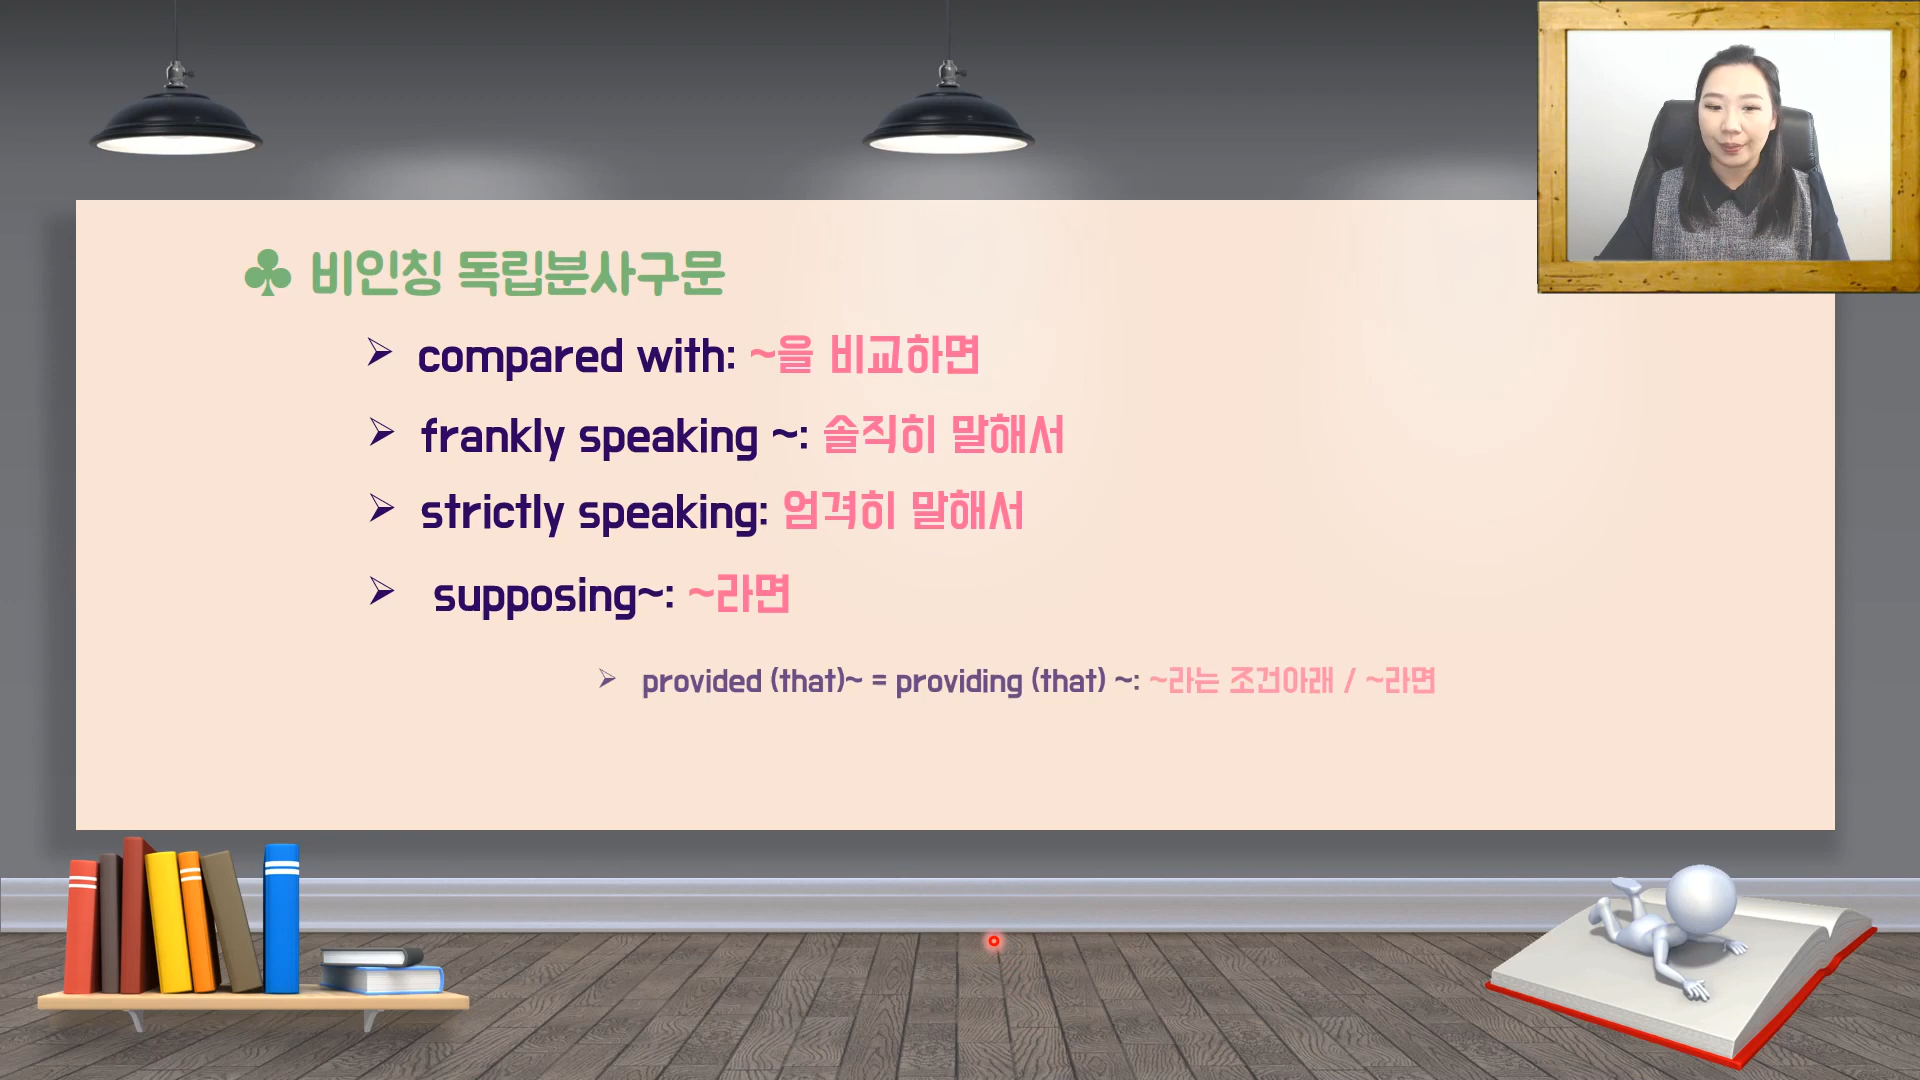 ♣ 비인칭 독립분사구문
➢ compared with: ~을 비교하면
➢ frankly speaking ~: 솔직히 말해서
➢ strictly speaking: 엄격히 말해서
➢ supposing~: ~라면
➢ provided (that)~ = providing (that) ~: ~라는 조건아래 / ~라면